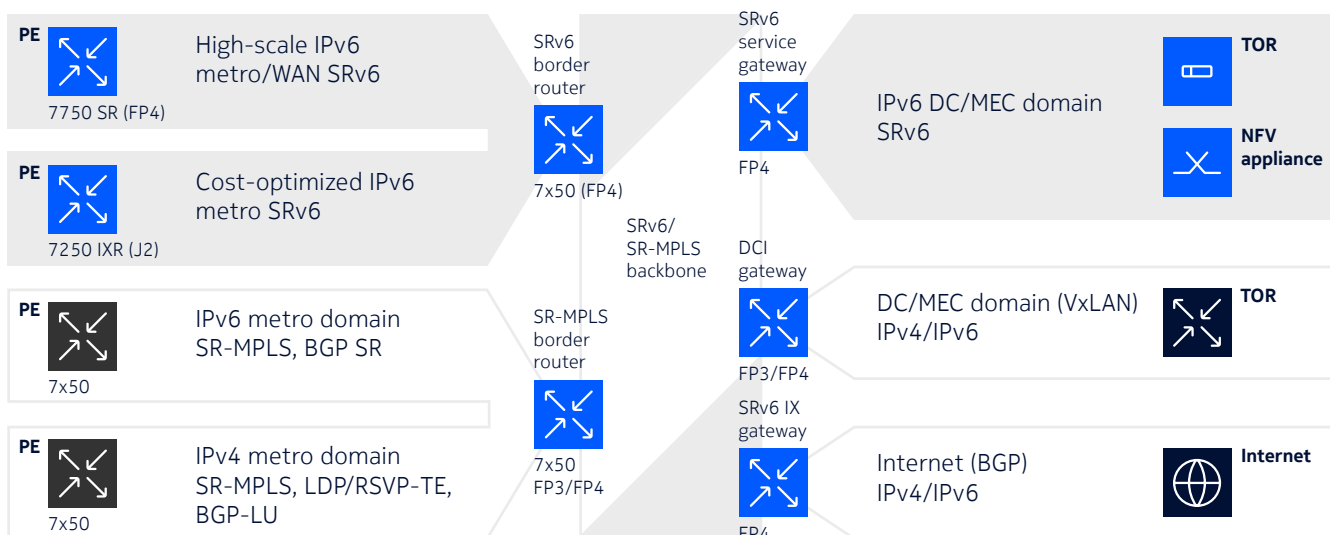 PE
High-scale IPv6
metro/WAN SRv6
7750 SR (FP4)
PE
Cost-optimized IPv6
metro SRv6
7250 IXR (J2)
PE
IPv6 metro domain
SR-MPLS, BGP SR
7x50
PE
IPv4 metro domain
SR-MPLS, LDP/RSVP-TE,
BGP-LU
7x50
SRv6
border
router
7x50 (FP4)
SR-MPLS
border
router
7x50
FP3/FP4
SRv6/
SR-MPLS
backbone
SRv6
service
gateway
FP4
DCI
gateway
FP3/FP4
SRv6 IX
gateway
FP4
IPv6 DC/MEC domain
SRv6
TOR
NFV
appliance
DC/MEC domain (VxLAN)
IPv4/IPv6
TOR
Internet (BGP)
IPv4/IPv6
Internet